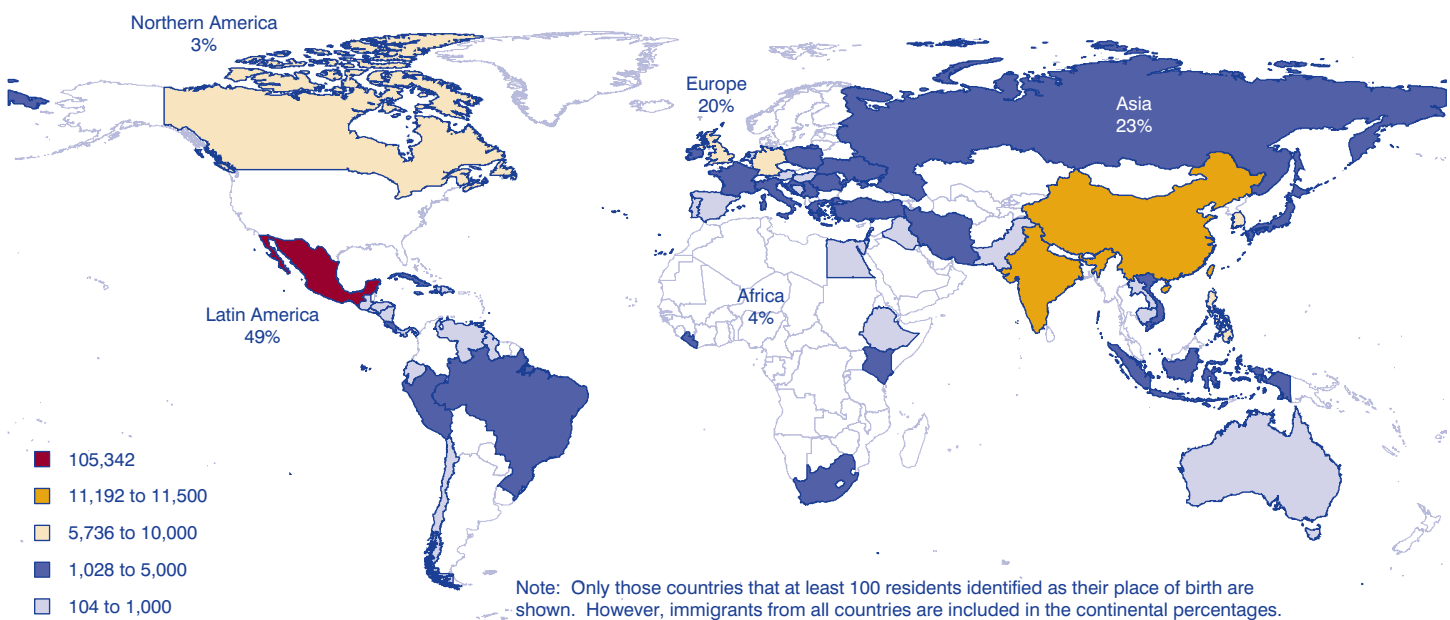 Northern America
3%
Europe
20%
Asia
23%
Africa
4%
Latin America
49%
105,342
11,192 to 11,500
5,736 to 10,000
1,028 to 5,000
104 to 1,000
Note:  Only those countries that at least 100 residents identified as their place of birth are
shown.  However, immigrants from all countries are included in the continental percentages.